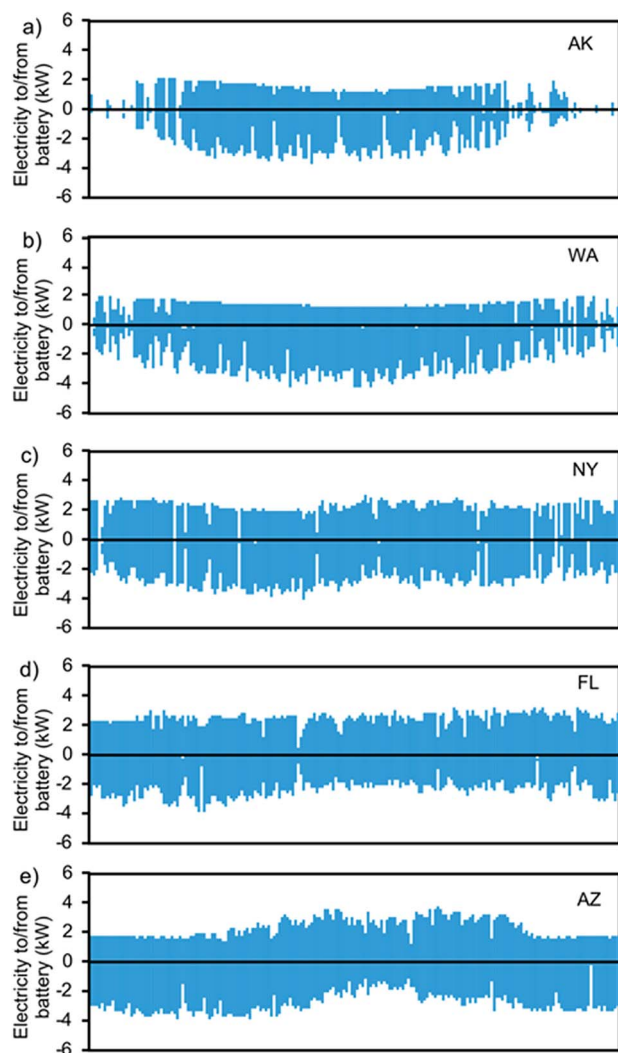 a)
AK
Electricity to/from
battery (kW)
6
4
2
0
-2
-4
-6
b)
WA
Electricity to/from
battery (kW)
6
4
2
0
-2
-4
-6
c)
NY
Electricity to/from
battery (kW)
6
4
2
0
-2
-4
-6
d)
FL
Electricity to/from
battery (kW)
6
4
2
0
-2
-4
-6
e)
AZ
Electricity to/from
battery (kW)
6
4
2
0
-2
-4
-6